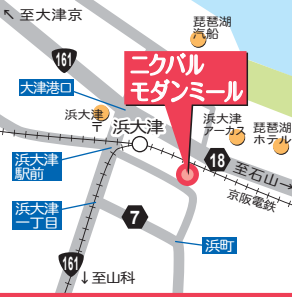 ↖至大津京
琵琶湖
汽船
161
ニクバル
モダンミール
大津港口
浜大津
〒
浜大津
浜大津
アーカス
琵琶湖
ホテル
浜大津
駅前
18
至石山→
京阪電鉄
浜大津
一丁目
7
浜町
161
↓至山科